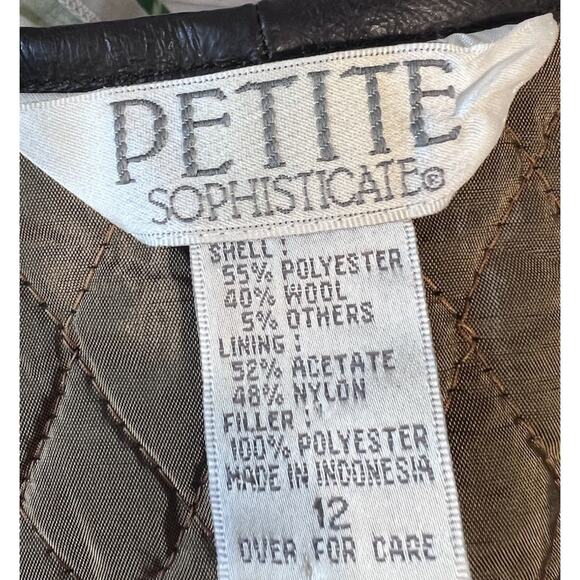 PETITE
SOPHISTICATE®
SHELL:
55% POLYESTER
40% WOOL
5% OTHERS
LINING:
52% ACETATE
48% NYLON
FILLER:
100% POLYESTER
MADE IN INDONESIA
12
OVER FOR CARE